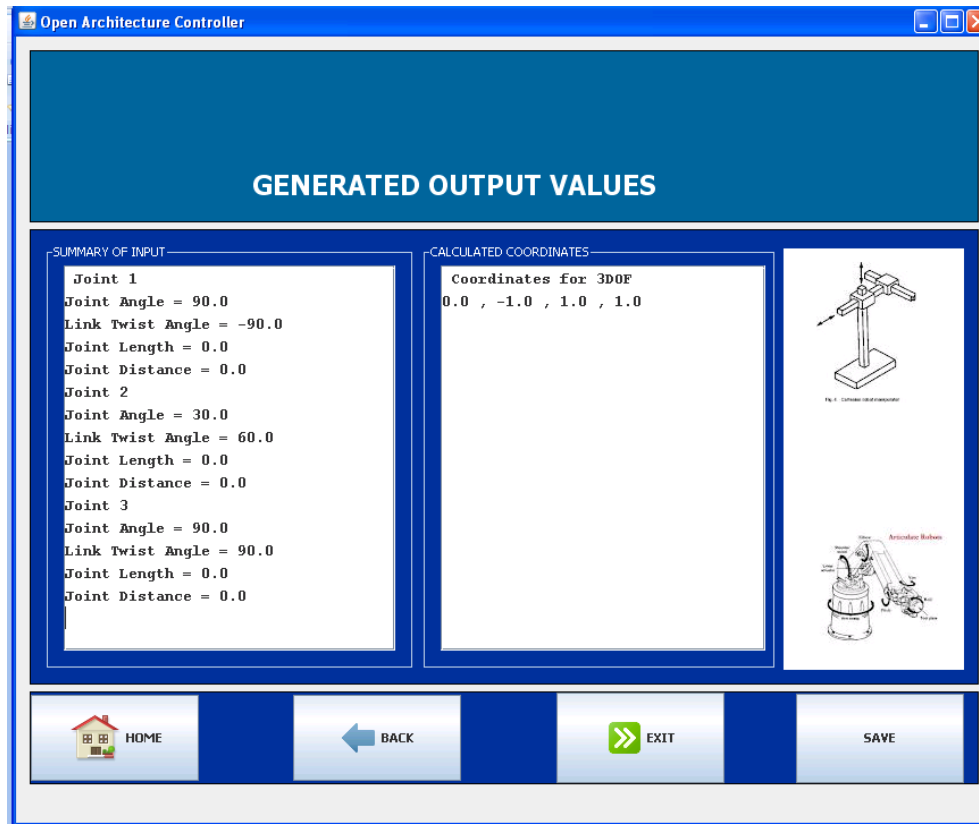 Open Architecture Controller
GENERATED OUTPUT VALUES
SUMMARY OF INPUT
Joint 1
Joint Angle = 90.0
Link Twist Angle = -90.0
Joint Length = 0.0
Joint Distance = 0.0
Joint 2
Joint Angle = 30.0
Link Twist Angle = 60.0
Joint Length = 0.0
Joint Distance = 0.0
Joint 3
Joint Angle = 90.0
Link Twist Angle = 90.0
Joint Length = 0.0
Joint Distance = 0.0
CALCULATED COORDINATES
Coordinates for 3DOF
0.0 , -1.0 , 1.0 , 1.0
Articulate Robots
HOME
BACK
EXIT
SAVE